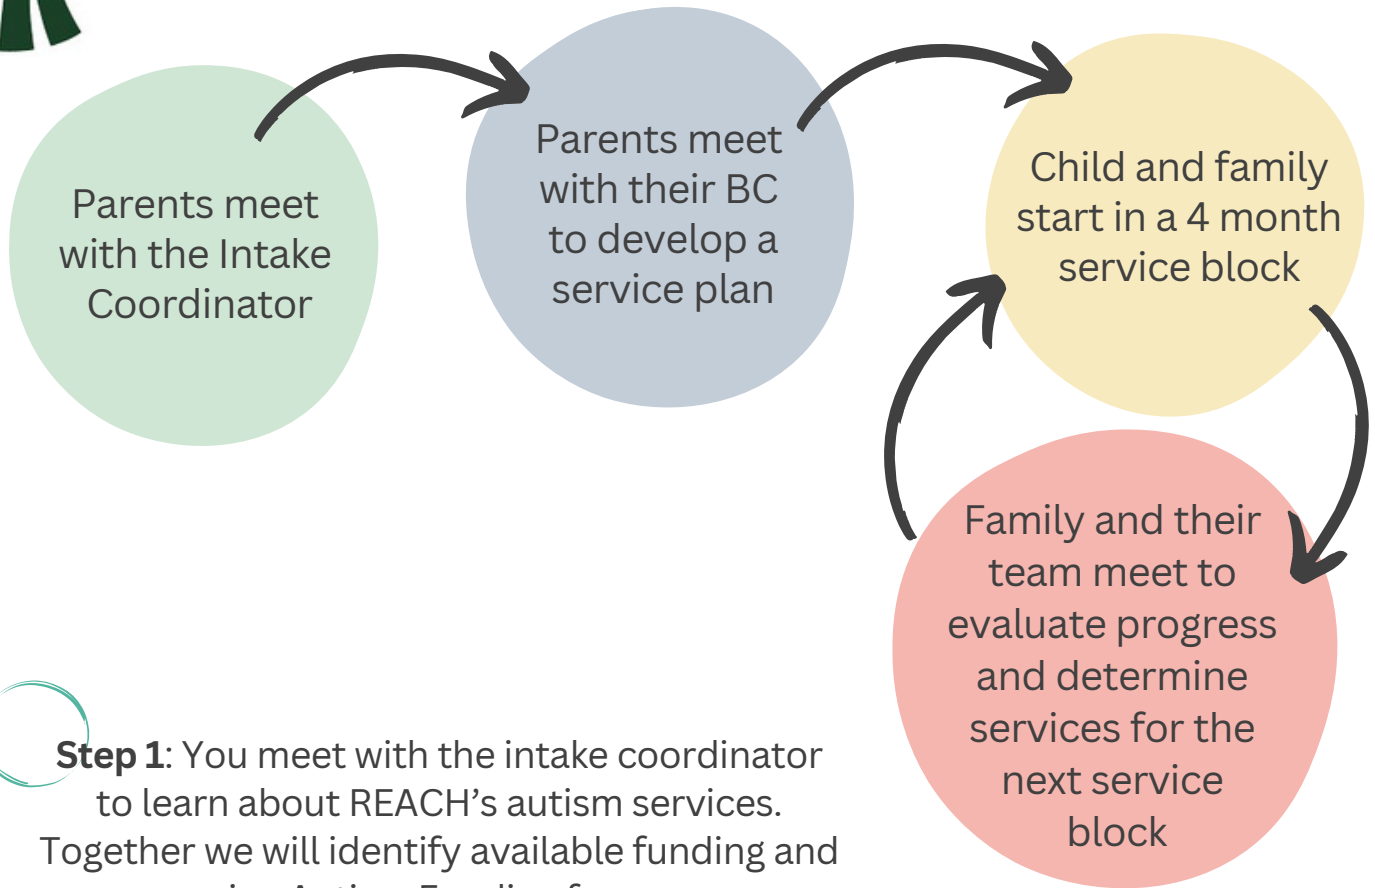 Parents meet
with the Intake
Coordinator
Parents meet
with their BC
to develop a
service plan
Child and family
start in a 4 month
service block
Family and their
team meet to
evaluate progress
and determine
services for the
next service
block
Step 1: You meet with the intake coordinator
to learn about REACH’s autism services.
Together we will identify available funding and